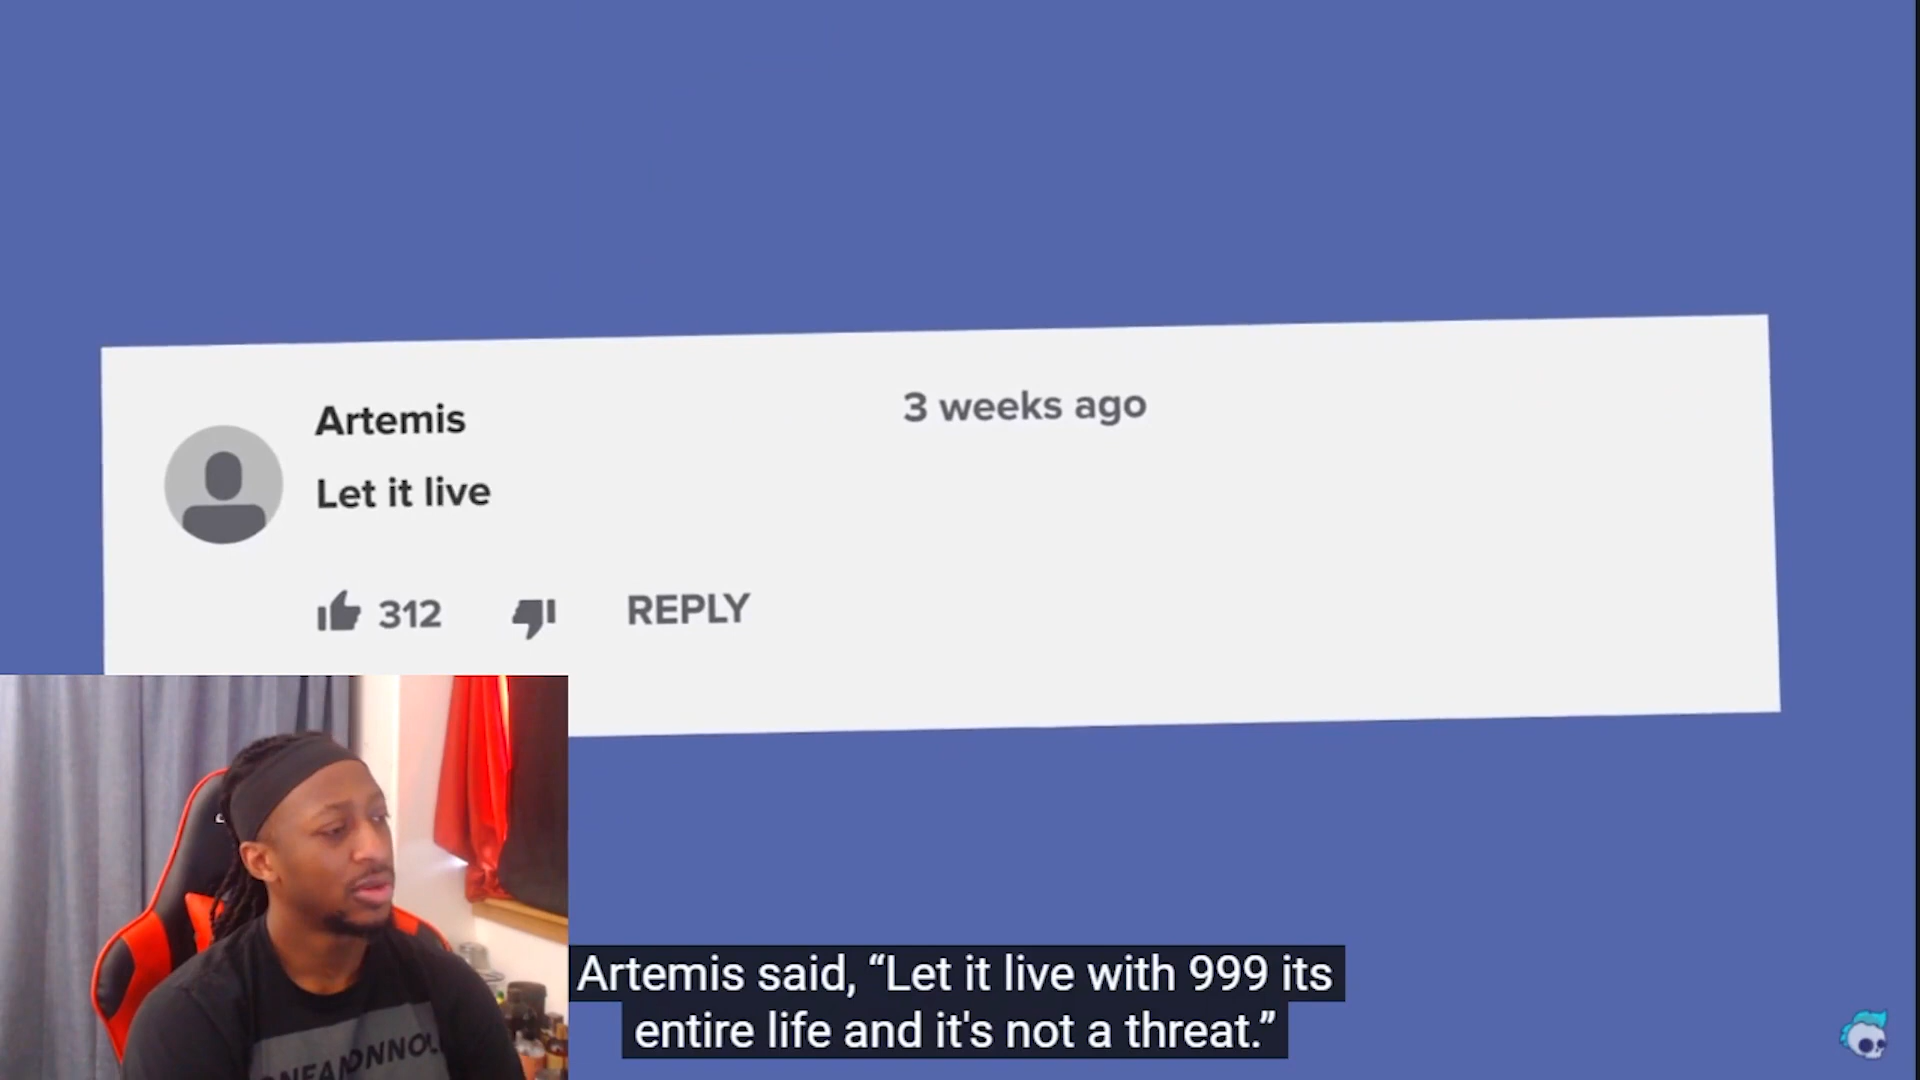 Artemis
3 weeks ago
Let it live
312
REPLY
Artemis said, “Let it live with 999 its
entire life and it's not a threat.”